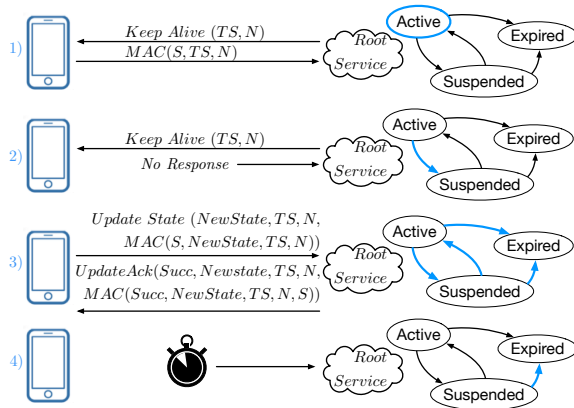 1)
Keep Alive (TS, N)
MAC(S, TS, N)
Root
Service
Active
Expired
Suspended
2)
Keep Alive (TS, N)
No Response
Root
Service
Active
Expired
Suspended
3)
Update State (NewState, TS, N,
MAC(S, NewState, TS, N))
UpdateAck(Succ, Newstate, TS, N,
MAC(Succ, NewState, TS, N, S))
Root
Service
Active
Expired
Suspended
4)
Root
Service
Active
Expired
Suspended